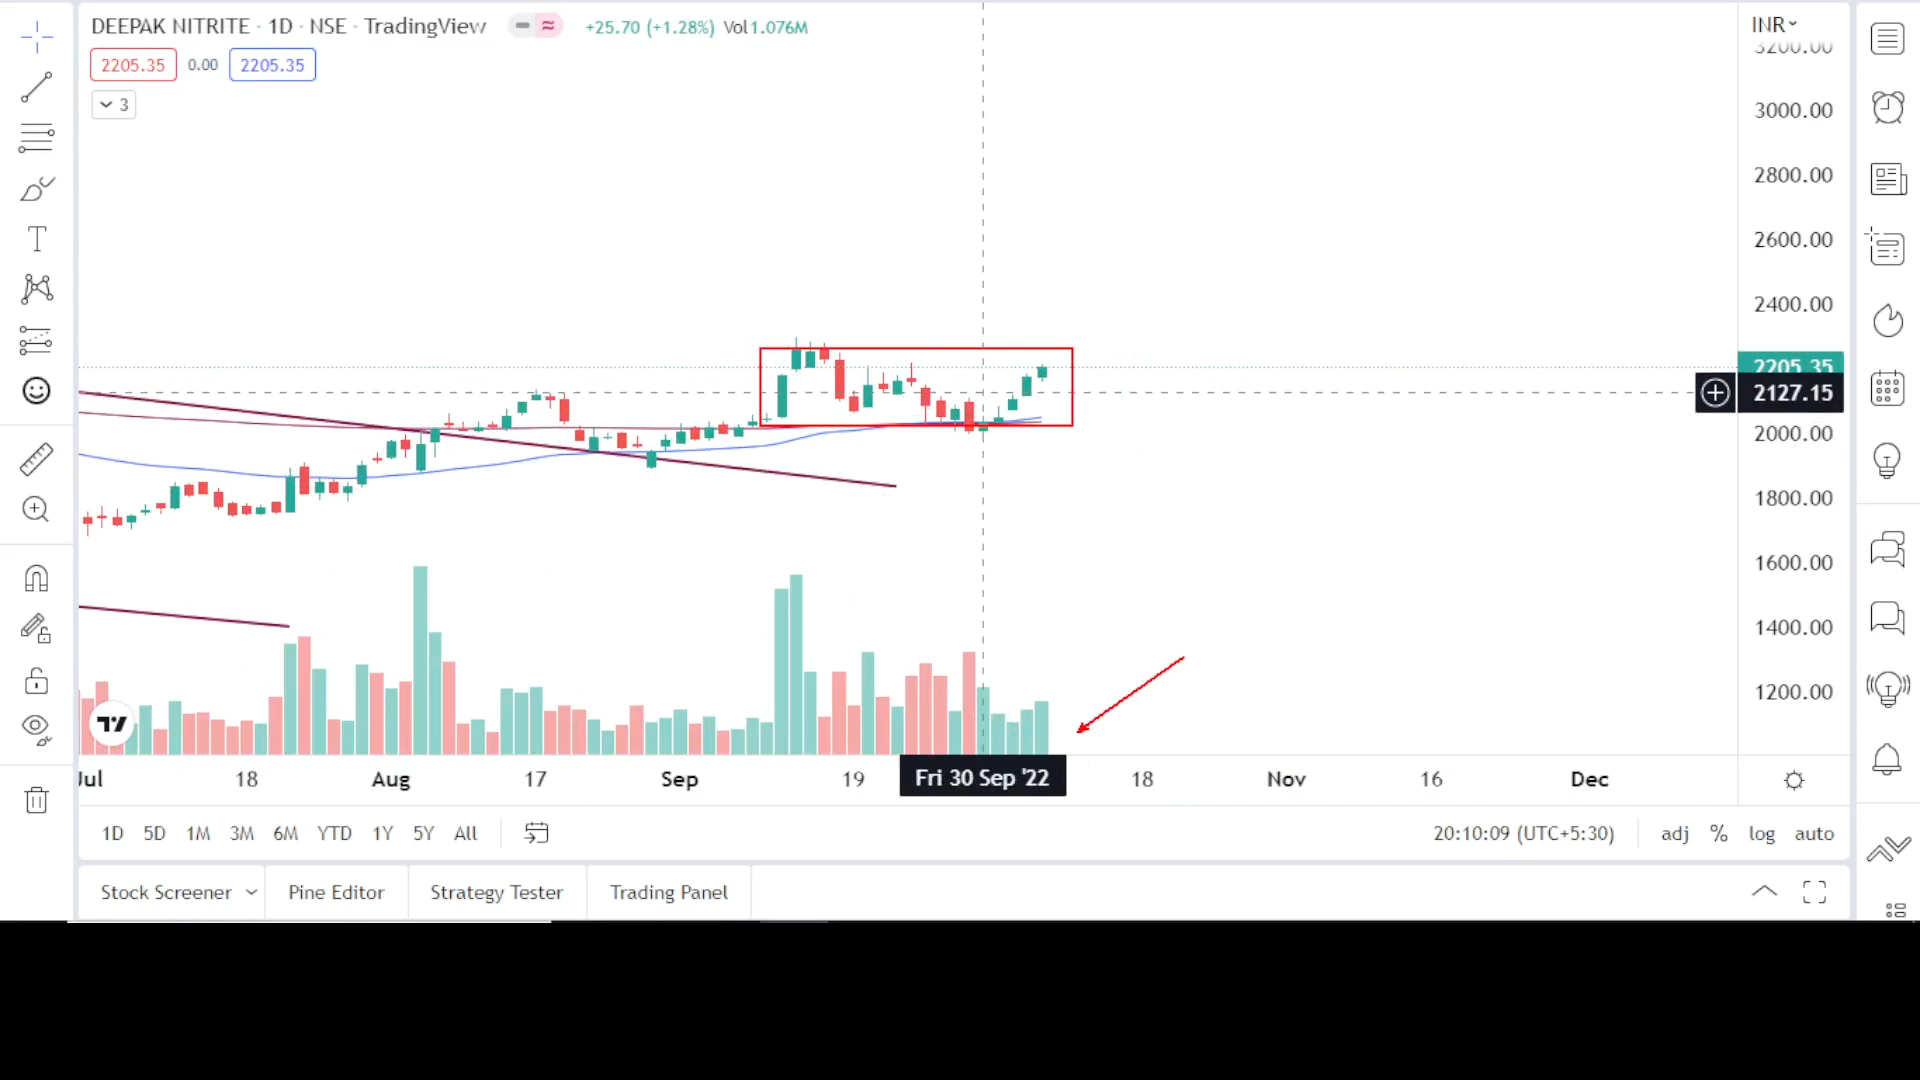 DEEPAK NITRITE · 1D · NSE · TradingView +25.70 (+1.28%) Vol1.076M
2205.35 0.00 2205.35
3
INR
3200.00
3000.00
2800.00
2600.00
2400.00
2205.35
2127.15
2000.00
1800.00
1600.00
1400.00
1200.00
Jul 18 Aug 17 Sep 19 Fri 30 Sep '22 18 Nov 16 Dec
1D 5D 1M 3M 6M YTD 1Y 5Y All 20:10:09 (UTC+5:30) adj % log auto
Stock Screener Pine Editor Strategy Tester Trading Panel